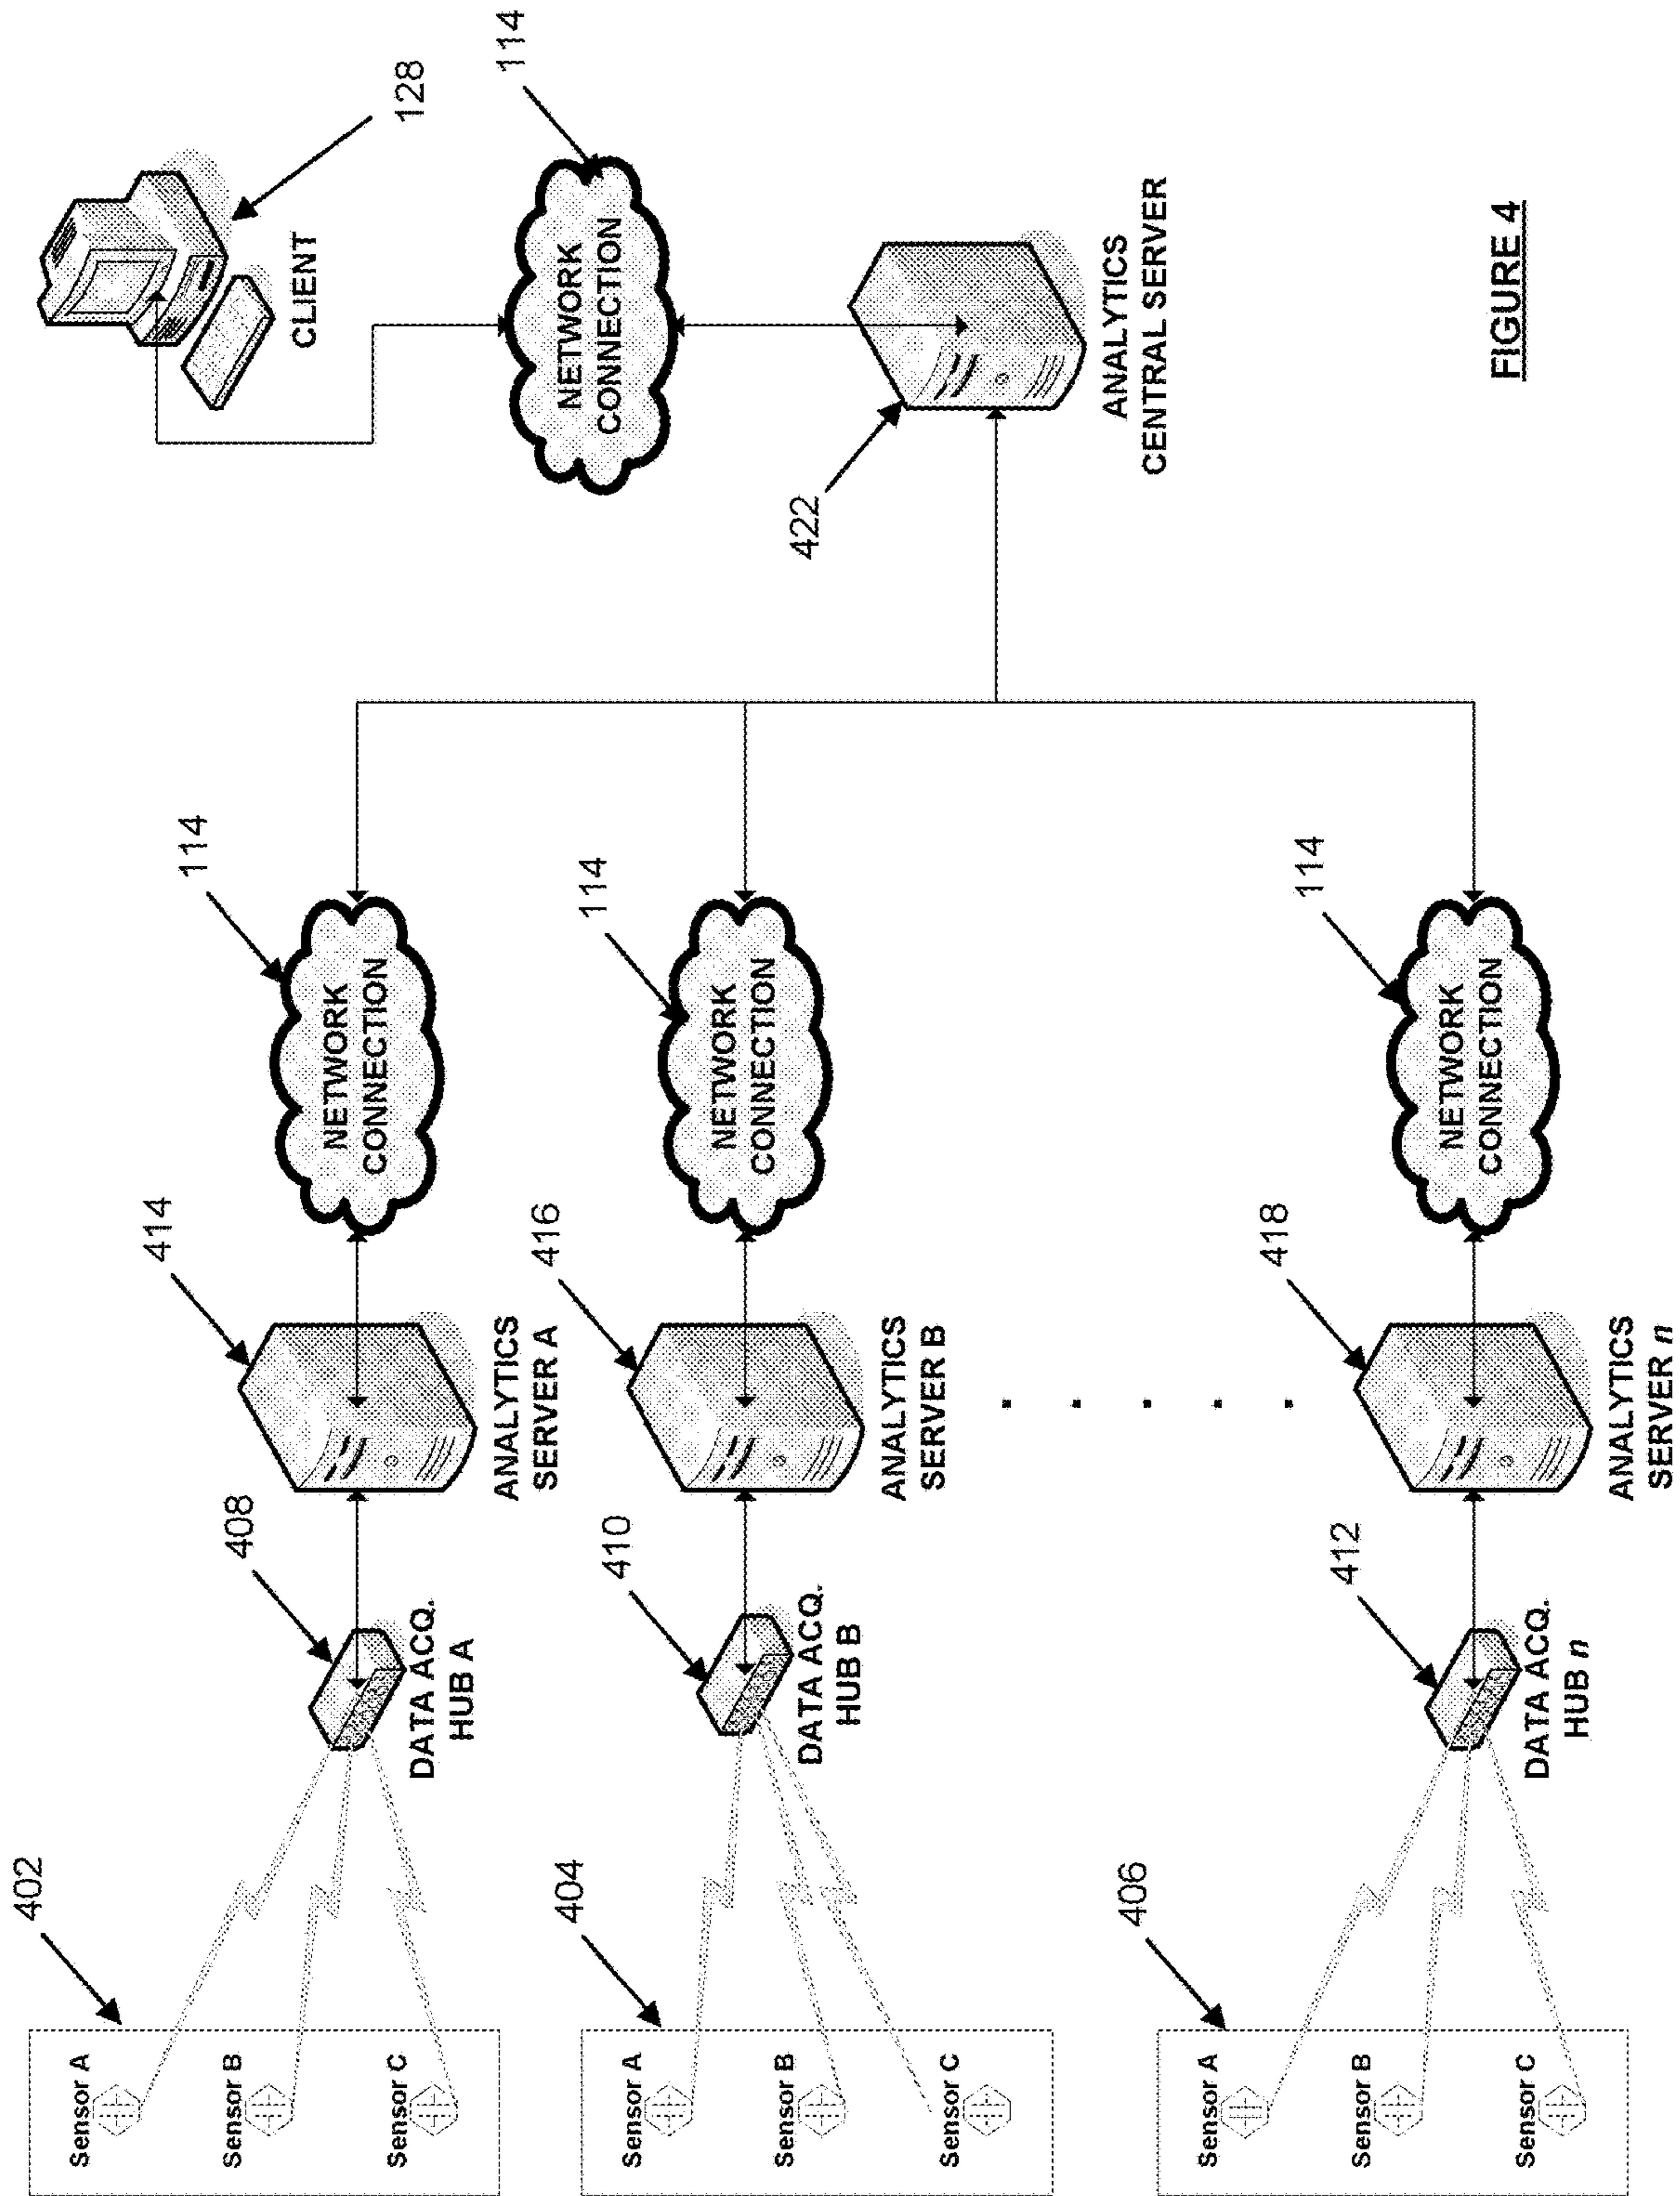 402
Sensor A
Sensor B
Sensor C
408
DATA ACQ.
HUB A
414
ANALYTICS
SERVER A
114
NETWORK
CONNECTION
404
Sensor A
Sensor B
Sensor C
410
DATA ACQ.
HUB B
416
ANALYTICS
SERVER B
114
NETWORK
CONNECTION
406
Sensor A
Sensor B
Sensor C
412
DATA ACQ.
HUB n
418
ANALYTICS
SERVER n
114
NETWORK
CONNECTION
128
CLIENT
114
NETWORK
CONNECTION
422
ANALYTICS
CENTRAL SERVER
FIGURE 4